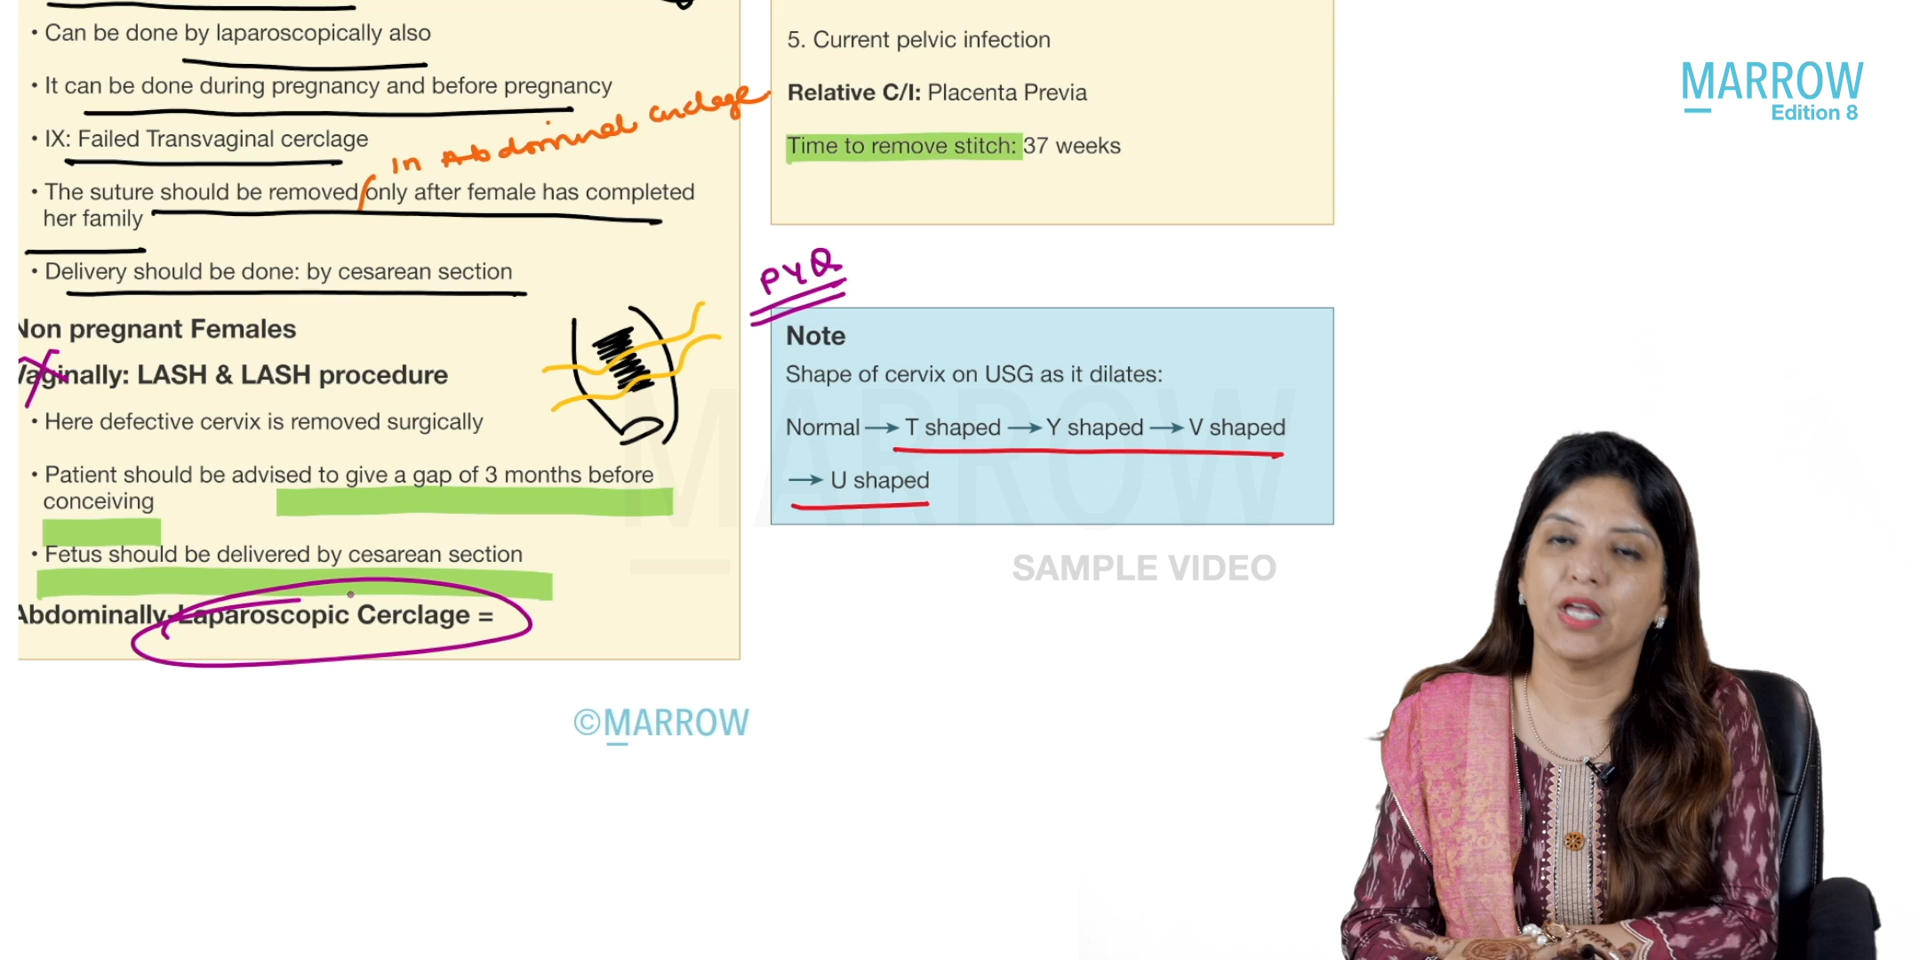 • Can be done by laparoscopically also
• It can be done during pregnancy and before pregnancy
• IX: Failed Transvaginal cerclage
In Abdominal cerclage
• The suture should be removed only after female has completed
her family
• Delivery should be done: by cesarean section
Non pregnant Females
Vaginally: LASH & LASH procedure
• Here defective cervix is removed surgically
• Patient should be advised to give a gap of 3 months before
conceiving
• Fetus should be delivered by cesarean section
Abdominally-Laparoscopic Cerclage =
5. Current pelvic infection
Relative C/I: Placenta Previa
Time to remove stitch: 37 weeks
PYQ
Note
Shape of cervix on USG as it dilates:
Normal → T shaped → Y shaped → V shaped
→ U shaped
MARROW
SAMPLE VIDEO
©MARROW
MARROW
Edition 8